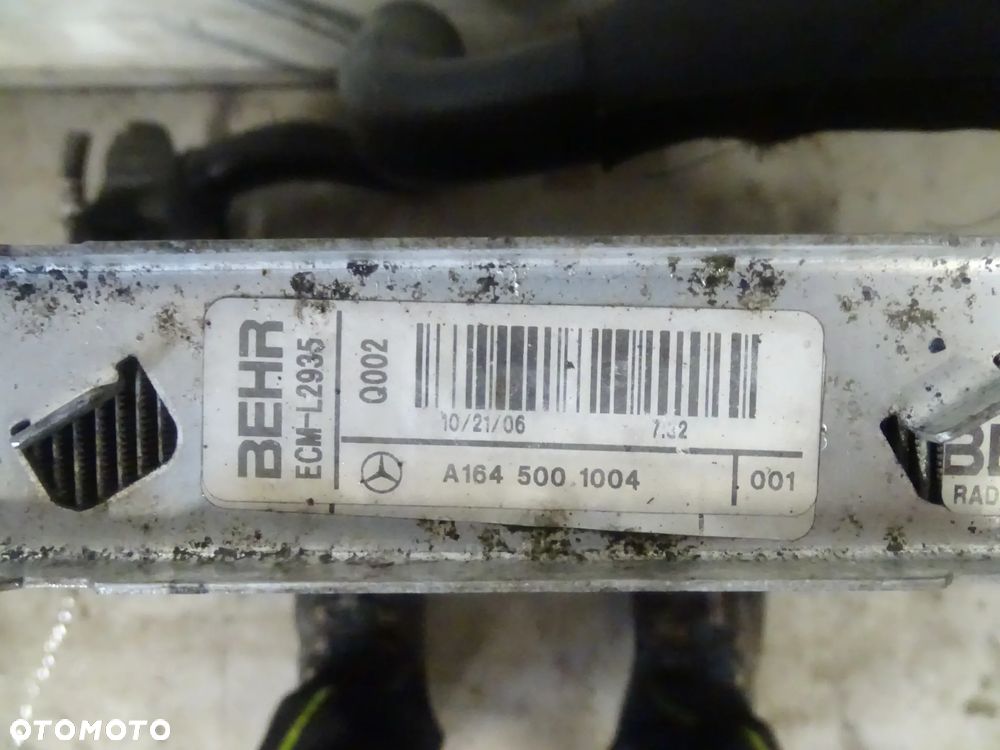 BEHR
ECM-L2935
Q002
10/21/06 7:32
A164 500 1004
001
BE
RAD
OTOMOTO